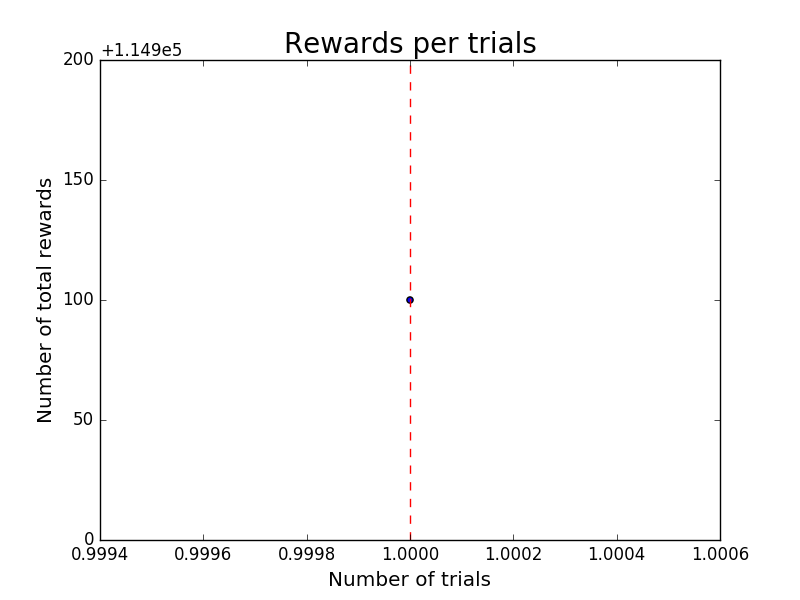 Rewards per trials
+1.149e5
200
150
100
50
0
Number of total rewards
0.9994 0.9996 0.9998 1.0000 1.0002 1.0004 1.0006
Number of trials